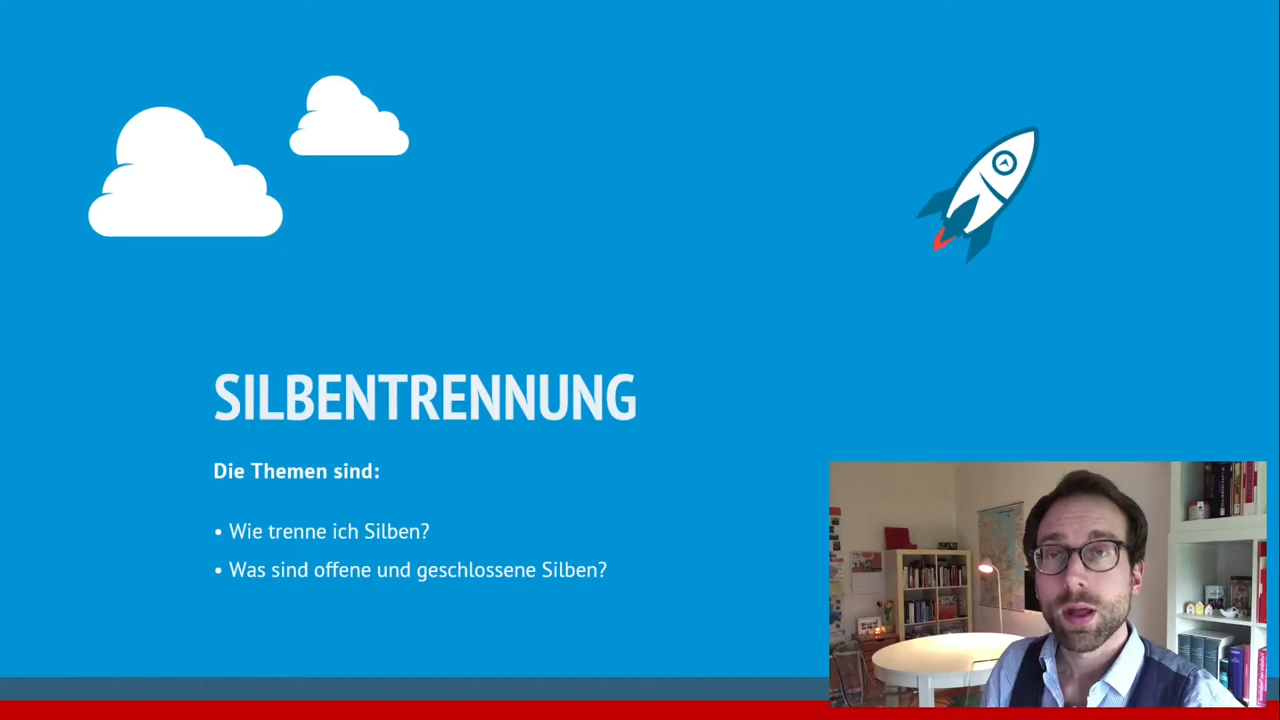 SILBENTRENNUNG
Die Themen sind:
• Wie trenne ich Silben?
• Was sind offene und geschlossene Silben?